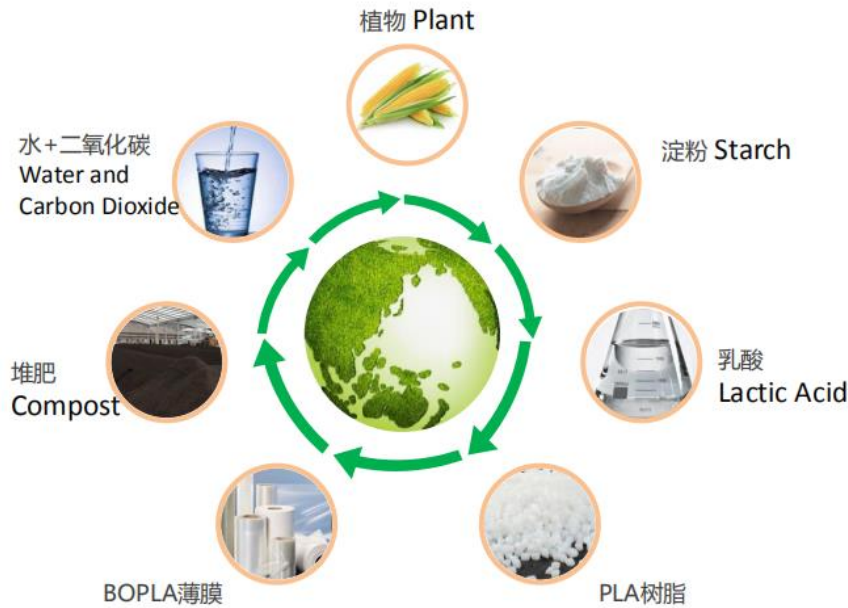 植物 Plant
淀粉 Starch
乳酸
Lactic Acid
PLA树脂
BOPLA薄膜
堆肥
Compost
水+二氧化碳
Water and
Carbon Dioxide